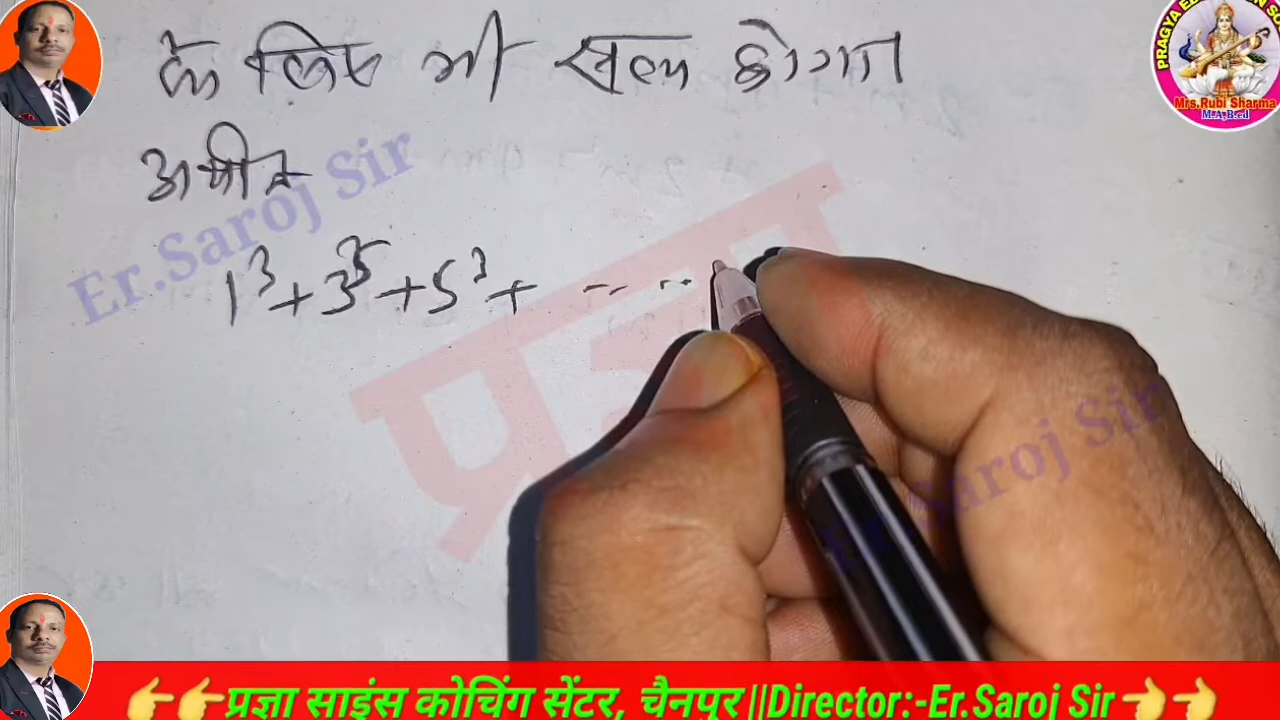 के लिए भी सत्य होगा
अर्थात
1³+3³+5³+ -- --
Er.Saroj Sir
प्रज्ञा
Er.Saroj Sir
PRAGYA
Mrs.Rubi Sharma
M.A,B.ed
👉👉प्रज्ञा साइंस कोचिंग सेंटर, चैनपुर||Director:-Er.Saroj Sir👈👈